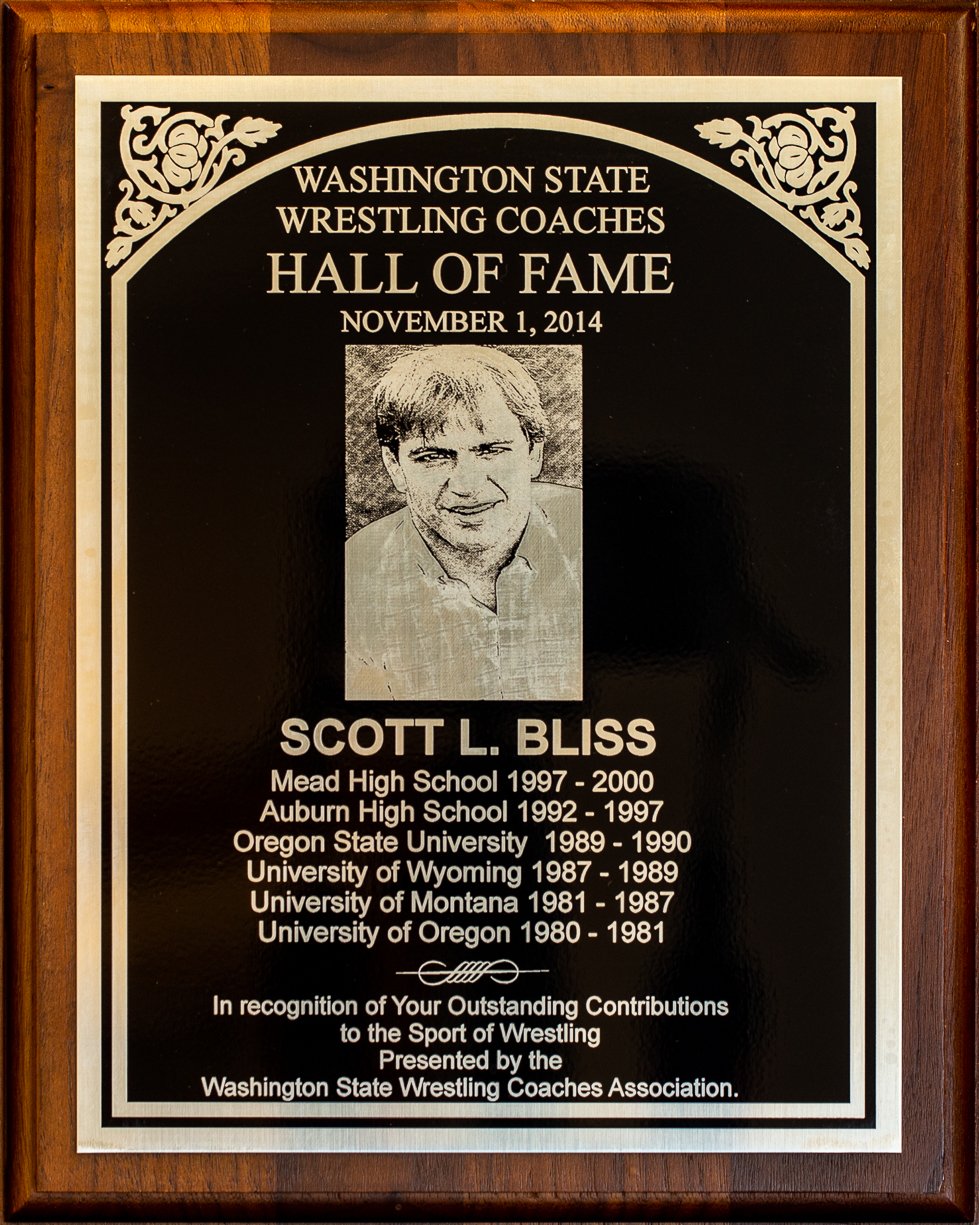 WASHINGTON STATE
WRESTLING COACHES
HALL OF FAME
NOVEMBER 1, 2014
SCOTT L. BLISS
Mead High School 1997 - 2000
Auburn High School 1992 - 1997
Oregon State University 1989 - 1990
University of Wyoming 1987 - 1989
University of Montana 1981 - 1987
University of Oregon 1980 - 1981
In recognition of Your Outstanding Contributions
to the Sport of Wrestling
Presented by the
Washington State Wrestling Coaches Association.